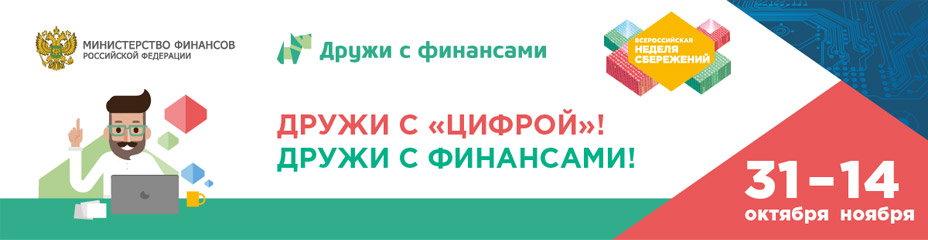 МИНИСТЕРСТВО ФИНАНСОВ
РОССИЙСКОЙ ФЕДЕРАЦИИ
Дружи с финансами
ВСЕРОССИЙСКАЯ
НЕДЕЛЯ
СБЕРЕЖЕНИЙ
ДРУЖИ С «ЦИФРОЙ»!
ДРУЖИ С ФИНАНСАМИ!
31–14
октября ноября